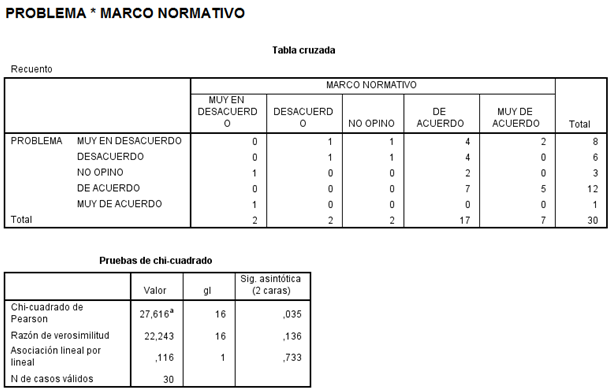 PROBLEMA * MARCO NORMATIVO
Tabla cruzada
Recuento
MARCO NORMATIVO
MUY EN DESACUERDO DESACUERDO NO OPINO DE ACUERDO MUY DE ACUERDO Total
PROBLEMA MUY EN DESACUERDO 0 1 1 4 2 8
DESACUERDO 0 1 1 4 0 6
NO OPINO 1 0 0 2 0 3
DE ACUERDO 0 0 0 7 5 12
MUY DE ACUERDO 1 0 0 0 0 1
Total 2 2 2 17 7 30
Pruebas de chi-cuadrado
Valor gl Sig. asintótica (2 caras)
Chi-cuadrado de Pearson 27,616a 16 ,035
Razón de verosimilitud 22,243 16 ,136
Asociación lineal por lineal ,116 1 ,733
N de casos válidos 30